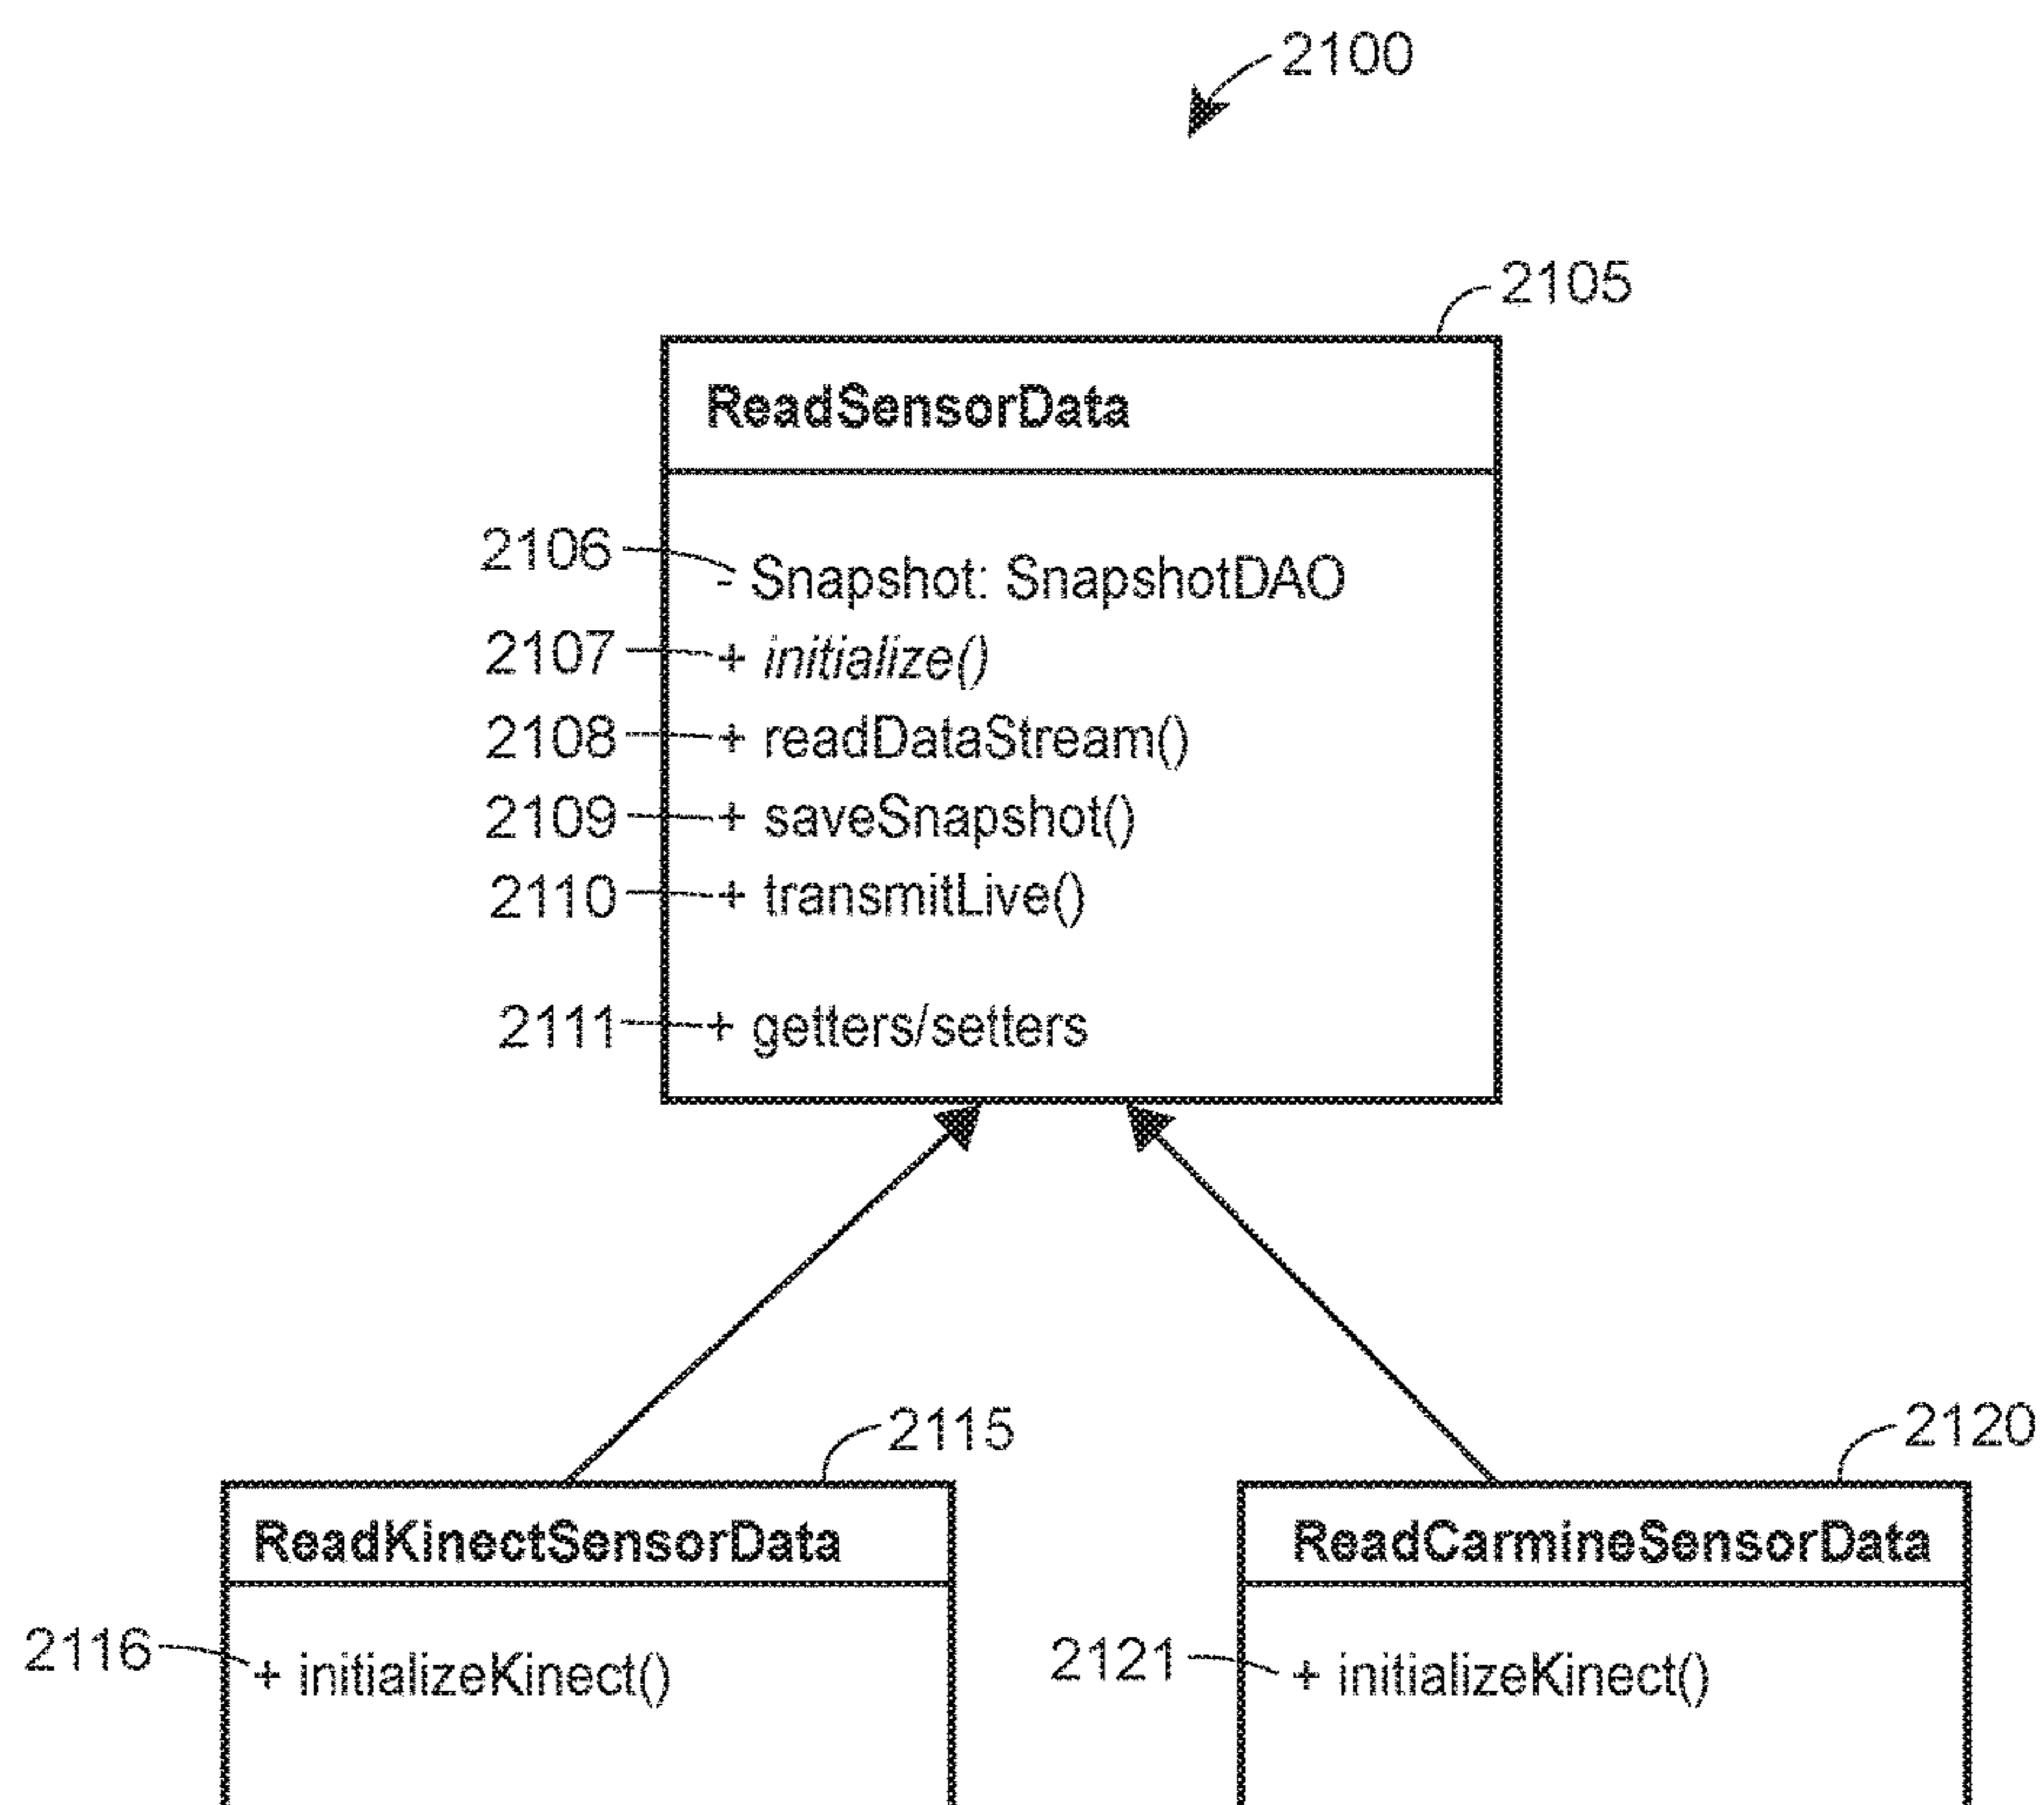 2100
2105
ReadSensorData
2106 - Snapshot: SnapshotDAO
2107 + initialize()
2108 + readDataStream()
2109 + saveSnapshot()
2110 + transmitLive()
2111 + getters/setters
2115
2120
ReadKinectSensorData
ReadCarmineSensorData
2116 + initializeKinect()
2121 + initializeKinect()